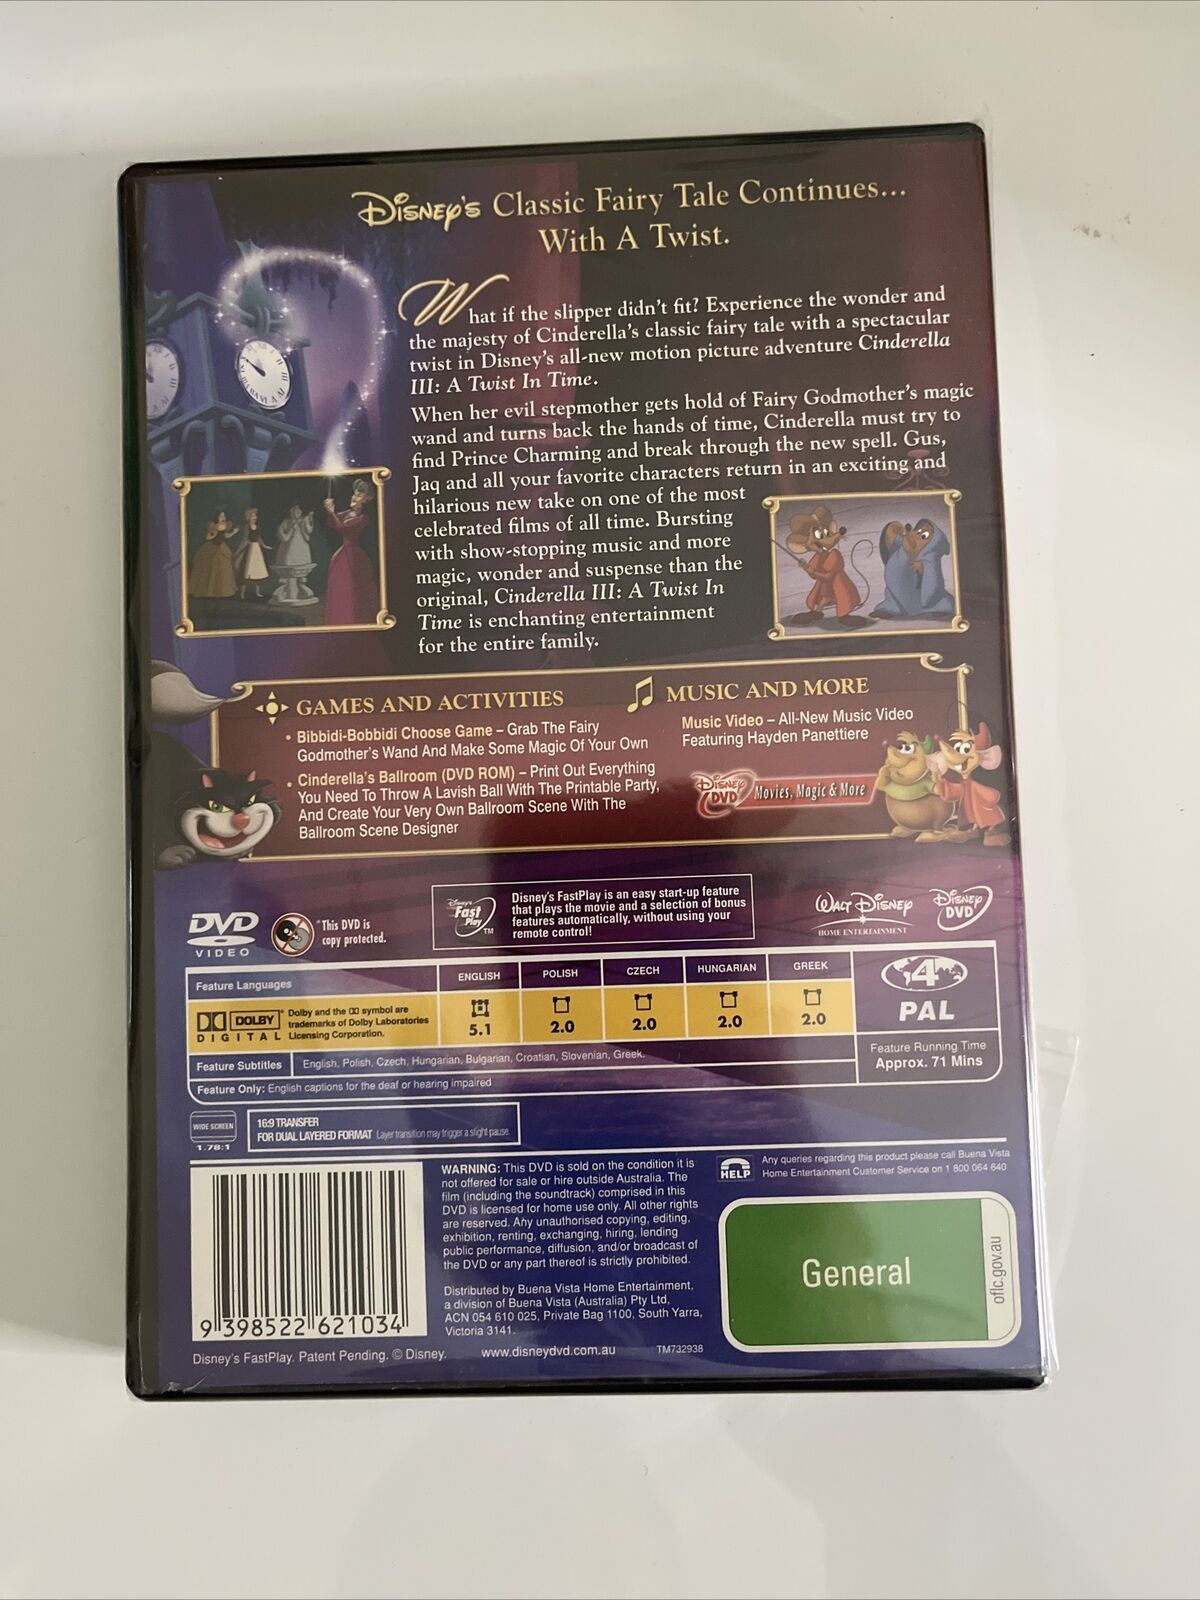 Disney's Classic Fairy Tale Continues...
With A Twist.
What if the slipper didn't fit? Experience the wonder and
the majesty of Cinderella's classic fairy tale with a spectacular
twist in Disney's all-new motion picture adventure Cinderella
III: A Twist In Time.
When her evil stepmother gets hold of Fairy Godmother's magic
wand and turns back the hands of time, Cinderella must try to
find Prince Charming and break through the new spell. Gus,
Jaq and all your favorite characters return in an exciting and
hilarious new take on one of the most
celebrated films of all time. Bursting
with show-stopping music and more
magic, wonder and suspense than the
original, Cinderella III: A Twist In
Time is enchanting entertainment
for the entire family.
GAMES AND ACTIVITIES
• Bibbidi-Bobbidi Choose Game – Grab The Fairy
Godmother's Wand And Make Some Magic Of Your Own
• Cinderella's Ballroom (DVD ROM) – Print Out Everything
You Need To Throw A Lavish Ball With The Printable Party,
And Create Your Very Own Ballroom Scene With The
Ballroom Scene Designer
MUSIC AND MORE
Music Video – All-New Music Video
Featuring Hayden Panettiere
Disney DVD Movies, Magic & More
DVD
VIDEO
*This DVD is
copy protected.
Disney's Fast Play TM
Disney's FastPlay is an easy start-up feature
that plays the movie and a selection of bonus
features automatically, without using your
remote control!
WALT DISNEY
HOME ENTERTAINMENT
Disney DVD
Feature Languages
ENGLISH POLISH CZECH HUNGARIAN GREEK
DOLBY
DIGITAL
Dolby and the DD symbol are
trademarks of Dolby Laboratories
Licensing Corporation.
5.1 2.0 2.0 2.0 2.0
Feature Subtitles English, Polish, Czech, Hungarian, Bulgarian, Croatian, Slovenian, Greek.
Feature Only: English captions for the deaf or hearing impaired
4
PAL
Feature Running Time
Approx. 71 Mins
WIDE SCREEN
1.78:1
16:9 TRANSFER
FOR DUAL LAYERED FORMAT Layer transition may trigger a slight pause.
9 398522 621034
WARNING: This DVD is sold on the condition it is
not offered for sale or hire outside Australia. The
film (including the soundtrack) comprised in this
DVD is licensed for home use only. All other rights
are reserved. Any unauthorised copying, editing,
exhibition, renting, exchanging, hiring, lending
public performance, diffusion, and/or broadcast of
the DVD or any part thereof is strictly prohibited.
Distributed by Buena Vista Home Entertainment,
a division of Buena Vista (Australia) Pty Ltd,
ACN 054 610 025, Private Bag 1100, South Yarra,
Victoria 3141.
HELP
Any queries regarding this product please call Buena Vista
Home Entertainment Customer Service on 1 800 064 640
General
oflc.gov.au
Disney's FastPlay. Patent Pending. © Disney. www.disneydvd.com.au TM732938